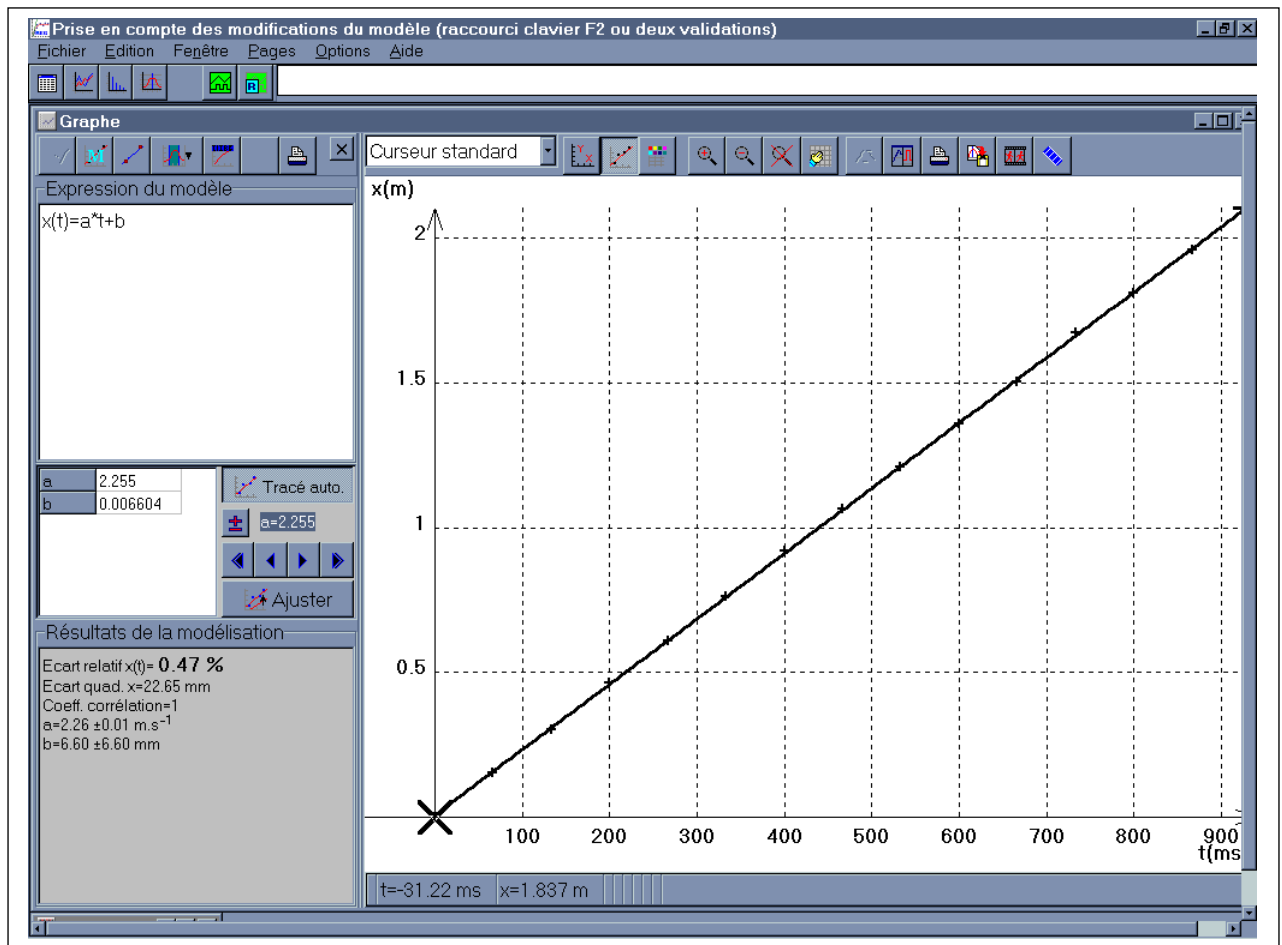 Prise en compte des modifications du modèle (raccourci clavier F2 ou deux validations)
Fichier Edition Fenêtre Pages Options Aide
Graphe
Curseur standard
Expression du modèle
x(t)=a*t+b
a 2.255
b 0.006604
Tracé auto.
a=2.255
Ajuster
Résultats de la modélisation
Ecart relatif x(t)= 0.47 %
Ecart quad. x=22.65 mm
Coeff. corrélation=1
a=2.26 ±0.01 m.s⁻¹
b=6.60 ±6.60 mm
x(m)
2
1.5
1
0.5
100 200 300 400 500 600 700 800 900
t(ms
t=-31.22 ms x=1.837 m